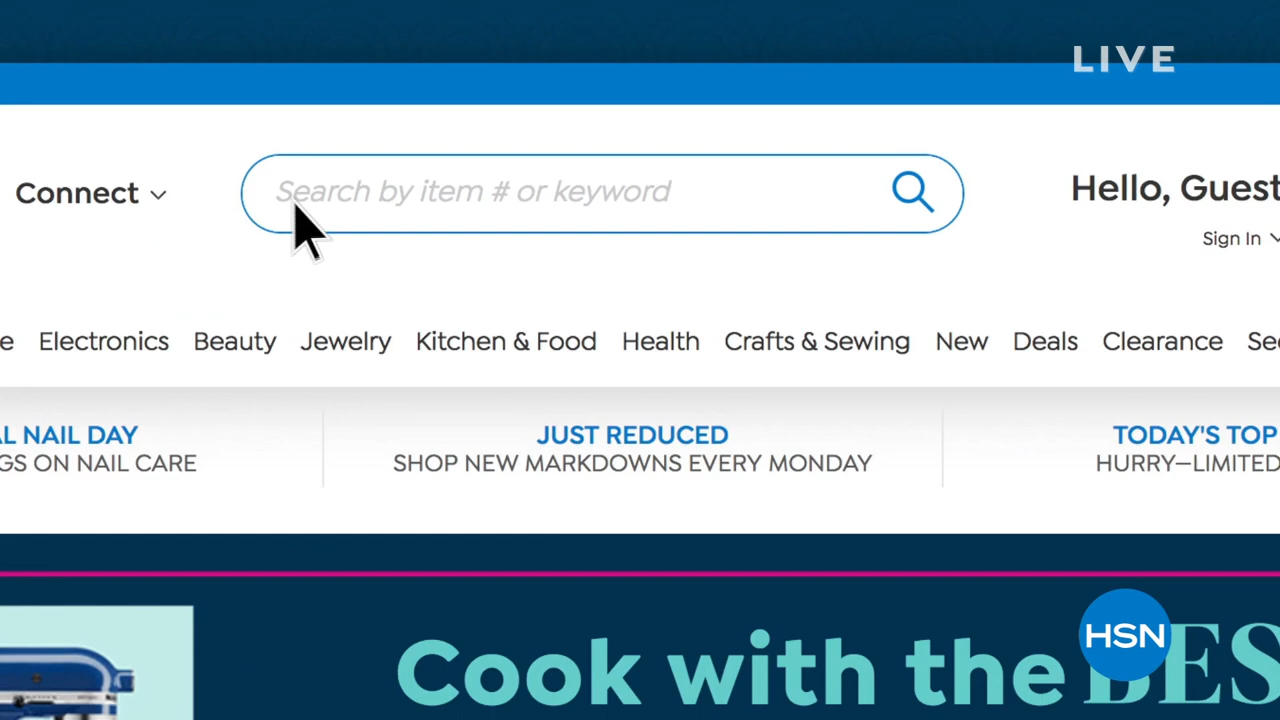 LIVE
Connect
Search by item # or keyword
Hello, Guest
Sign In
e Electronics Beauty Jewelry Kitchen & Food Health Crafts & Sewing New Deals Clearance Se
L NAIL DAY
GS ON NAIL CARE
JUST REDUCED
SHOP NEW MARKDOWNS EVERY MONDAY
TODAY'S TOP
HURRY—LIMITED
Cook with the BES
HSN